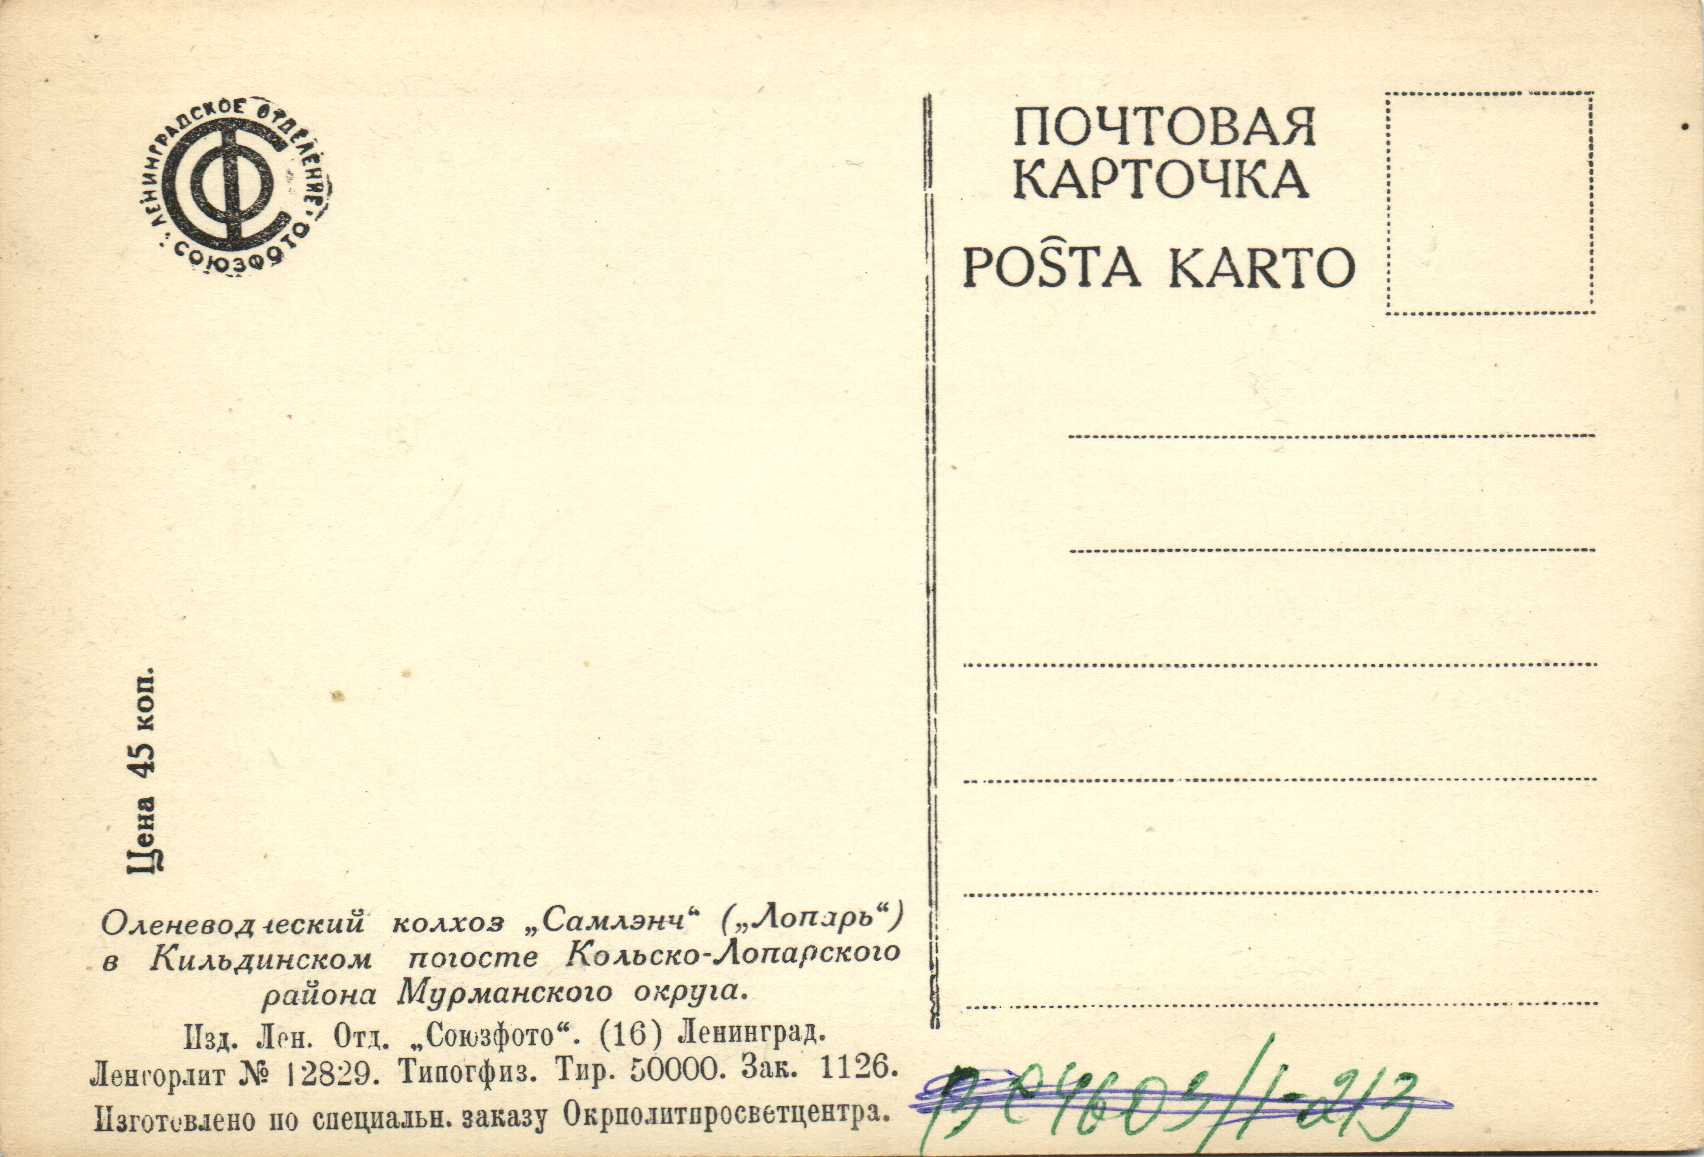 ЛЕНИНГРАДСКОЕ ОТДЕЛЕНИЕ
СОЮЗФОТО
Цена 45 коп.
Оленеводческий колхоз „Самлэнч“ („Лопарь“)
в Кильдинском погосте Кольско-Лопарского
района Мурманского округа.
Изд. Лен. Отд. „Союзфото“. (16) Ленинград.
Ленгорлит № 12829. Типогфиз. Тир. 50000. Зак. 1126.
Изготовлено по специальн. заказу Окрполитпросветцентра.
ПОЧТОВАЯ
КАРТОЧКА
POŜTA KARTO